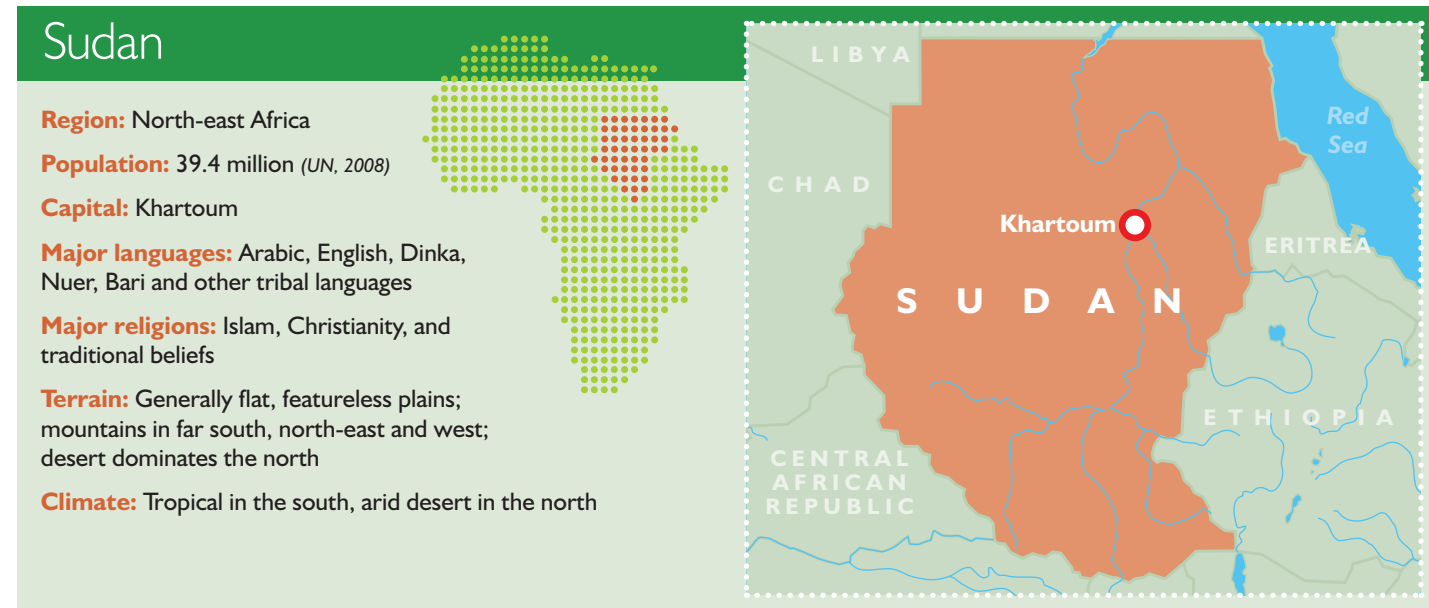 Sudan
Region: North-east Africa
Population: 39.4 million (UN, 2008)
Capital: Khartoum
Major languages: Arabic, English, Dinka,
Nuer, Bari and other tribal languages
Major religions: Islam, Christianity, and
traditional beliefs
Terrain: Generally flat, featureless plains;
mountains in far south, north-east and west;
desert dominates the north
Climate: Tropical in the south, arid desert in the north
LIBYA
Red
Sea
CHAD
Khartoum
ERITREA
SUDAN
ETHIOPIA
CENTRAL
AFRICAN
REPUBLIC